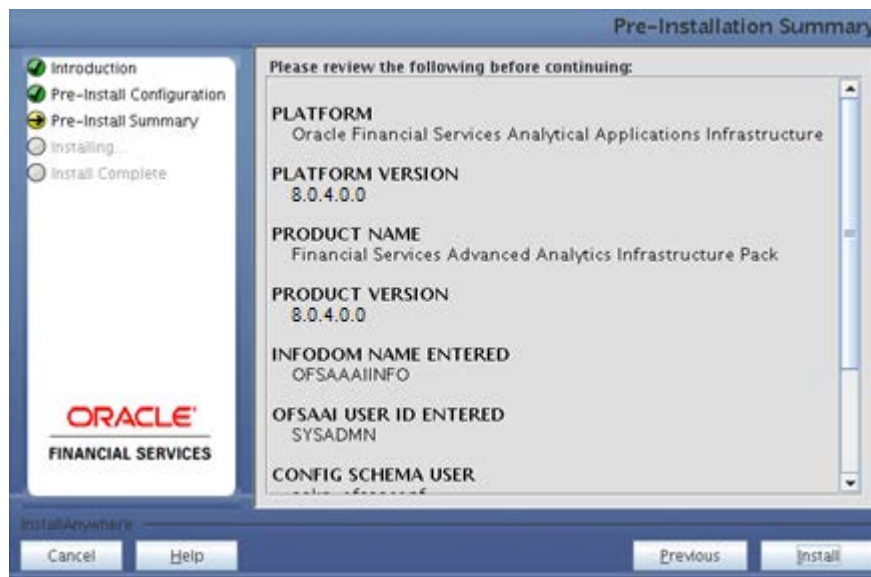 Pre-Installation Summary
Introduction
Pre-Install Configuration
Pre-Install Summary
Installing...
Install Complete
ORACLE
FINANCIAL SERVICES
Please review the following before continuing:
PLATFORM
Oracle Financial Services Analytical Applications Infrastructure
PLATFORM VERSION
8.0.4.0.0
PRODUCT NAME
Financial Services Advanced Analytics Infrastructure Pack
PRODUCT VERSION
8.0.4.0.0
INFODOM NAME ENTERED
OFSAAAIINFO
OFSAAI USER ID ENTERED
SYSADMN
CONFIG SCHEMA USER
InstallAnywhere
Cancel
Help
Previous
Install